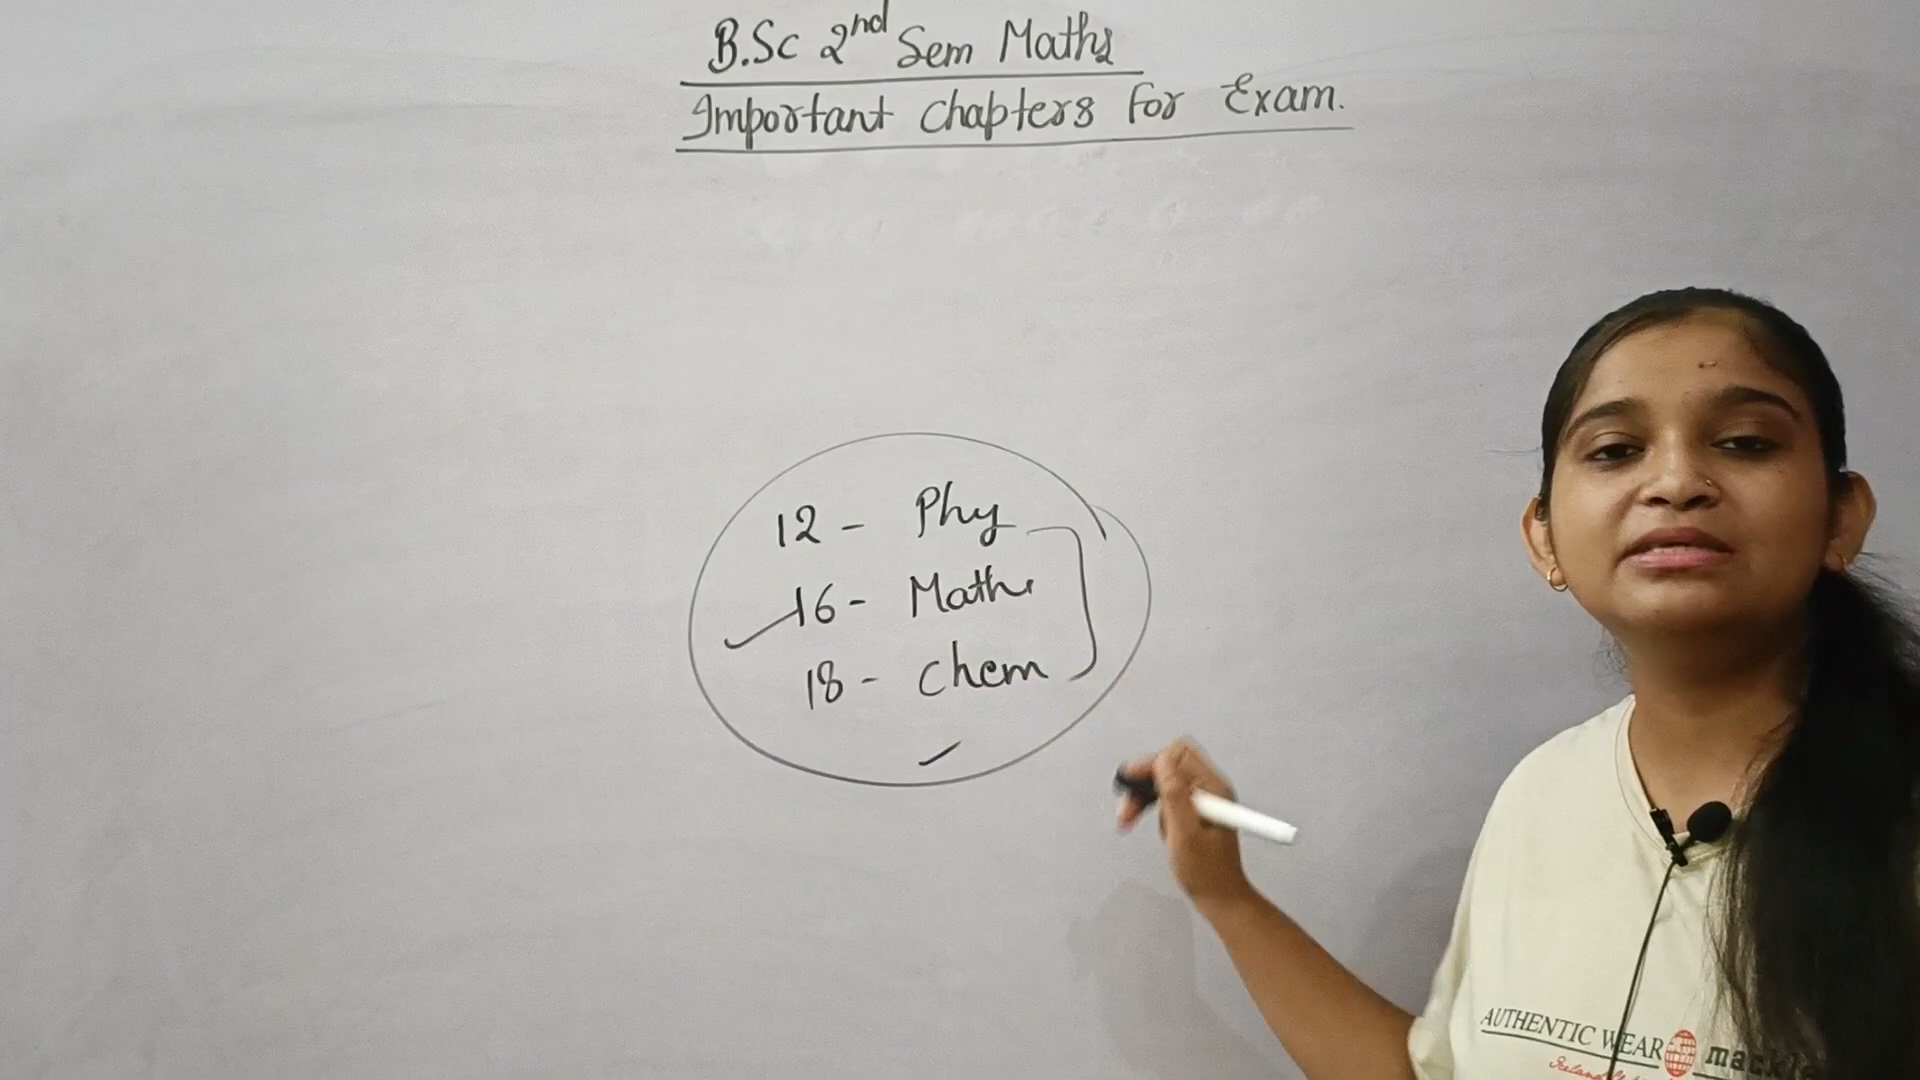 B.Sc 2nd Sem Maths
Important Chapters For Exam.
12 - Phy
16 - Maths
18 - Chem
AUTHENTIC WEAR